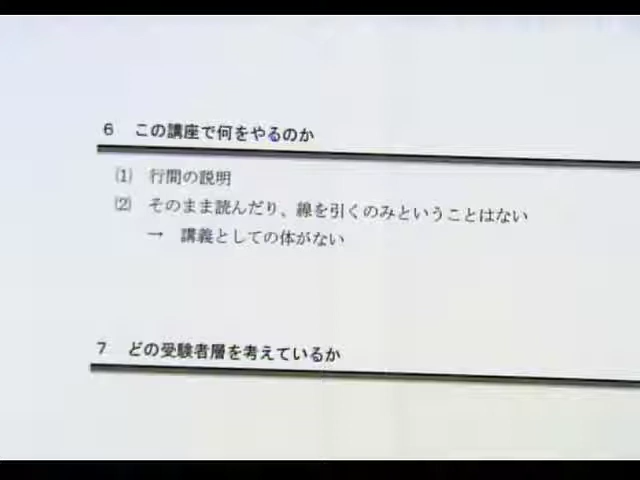 6 この講座で何をやるのか
⑴ 行間の説明
⑵ そのまま読んだり、線を引くのみということはない
→ 講義としての体がない
7 どの受験者層を考えているか